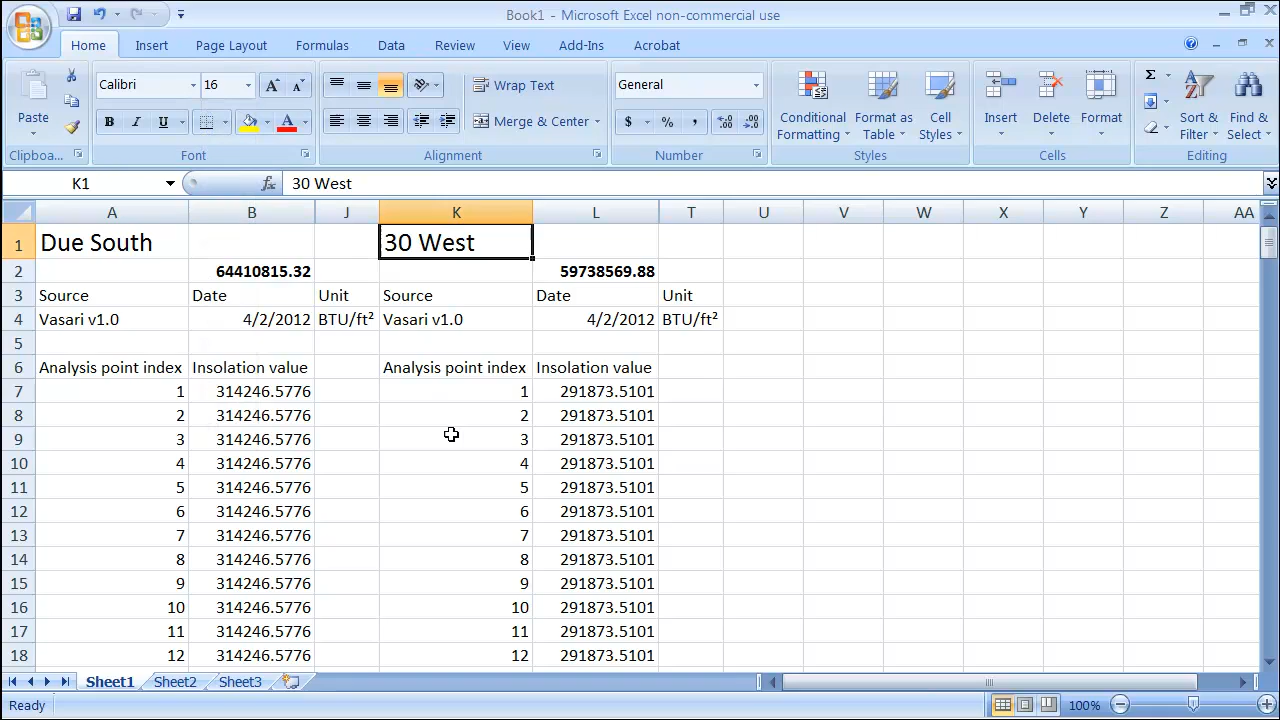 Book1 - Microsoft Excel non-commercial use
Home Insert Page Layout Formulas Data Review View Add-Ins Acrobat
Calibri 16 A A Wrap Text General Σ
Paste B I U A Merge & Center $ % , Conditional Formatting Format as Table Cell Styles Insert Delete Format Sort & Filter Find & Select
Clipboa... Font Alignment Number Styles Cells Editing
K1 fx 30 West
A B J K L T U V W X Y Z AA
1 Due South 30 West
2 64410815.32 59738569.88
3 Source Date Unit Source Date Unit
4 Vasari v1.0 4/2/2012 BTU/ft² Vasari v1.0 4/2/2012 BTU/ft²
5
6 Analysis point index Insolation value Analysis point index Insolation value
7 1 314246.5776 1 291873.5101
8 2 314246.5776 2 291873.5101
9 3 314246.5776 3 291873.5101
10 4 314246.5776 4 291873.5101
11 5 314246.5776 5 291873.5101
12 6 314246.5776 6 291873.5101
13 7 314246.5776 7 291873.5101
14 8 314246.5776 8 291873.5101
15 9 314246.5776 9 291873.5101
16 10 314246.5776 10 291873.5101
17 11 314246.5776 11 291873.5101
18 12 314246.5776 12 291873.5101
Sheet1 Sheet2 Sheet3
Ready 100%